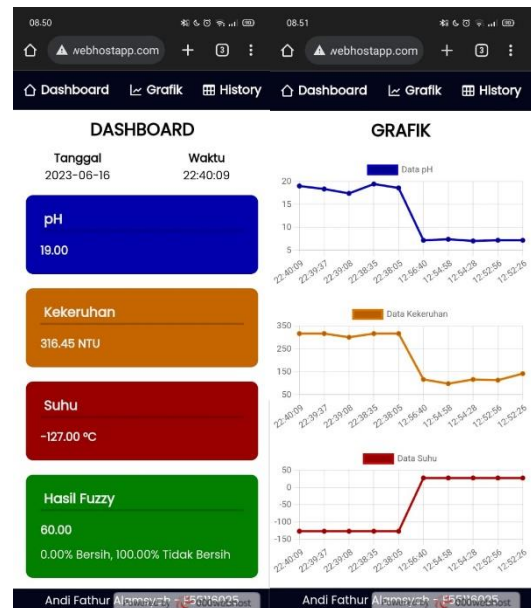 08.50
webhostapp.com
3
Dashboard Grafik History
DASHBOARD
Tanggal Waktu
2023-06-16 22:40:09
pH
19.00
Kekeruhan
316.45 NTU
Suhu
-127.00 °C
Hasil Fuzzy
60.00
0.00% Bersih, 100.00% Tidak Bersih
Andi Fathur
08.51
webhostapp.com
3
Dashboard Grafik History
GRAFIK
Data pH
20
15
10
5
22:40:09 22:39:37 22:39:08 22:38:35 22:38:05 12:56:40 12:54:58 12:54:28 12:52:56 12:52:26
Data Kekeruhan
350
250
150
50
22:40:09 22:39:37 22:39:08 22:38:35 22:38:05 12:56:40 12:54:58 12:54:28 12:52:56 12:52:26
Data Suhu
50
0
-50
-100
-150
22:40:09 22:39:37 22:39:08 22:38:35 22:38:05 12:56:40 12:54:58 12:54:28 12:52:56 12:52:26
Andi Fathur